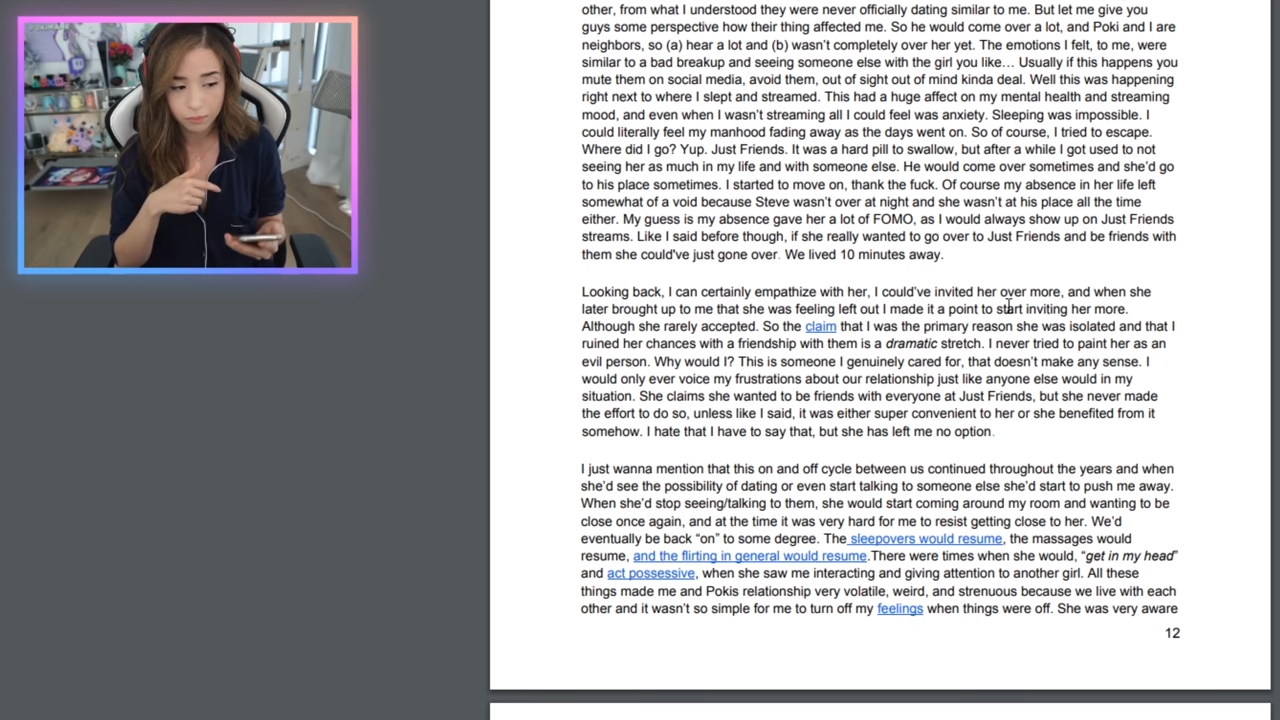 other, from what I understood they were never officially dating similar to me. But let me give you
guys some perspective how their thing affected me. So he would come over a lot, and Poki and I are
neighbors, so (a) hear a lot and (b) wasn't completely over her yet. The emotions I felt, to me, were
similar to a bad breakup and seeing someone else with the girl you like… Usually if this happens you
mute them on social media, avoid them, out of sight out of mind kinda deal. Well this was happening
right next to where I slept and streamed. This had a huge affect on my mental health and streaming
mood, and even when I wasn't streaming all I could feel was anxiety. Sleeping was impossible. I
could literally feel my manhood fading away as the days went on. So of course, I tried to escape.
Where did I go? Yup. Just Friends. It was a hard pill to swallow, but after a while I got used to not
seeing her as much in my life and with someone else. He would come over sometimes and she'd go
to his place sometimes. I started to move on, thank the fuck. Of course my absence in her life left
somewhat of a void because Steve wasn't over at night and she wasn't at his place all the time
either. My guess is my absence gave her a lot of FOMO, as I would always show up on Just Friends
streams. Like I said before though, if she really wanted to go over to Just Friends and be friends with
them she could've just gone over. We lived 10 minutes away.
Looking back, I can certainly empathize with her, I could've invited her over more, and when she
later brought up to me that she was feeling left out I made it a point to start inviting her more.
Although she rarely accepted. So the claim that I was the primary reason she was isolated and that I
ruined her chances with a friendship with them is a dramatic stretch. I never tried to paint her as an
evil person. Why would I? This is someone I genuinely cared for, that doesn't make any sense. I
would only ever voice my frustrations about our relationship just like anyone else would in my
situation. She claims she wanted to be friends with everyone at Just Friends, but she never made
the effort to do so, unless like I said, it was either super convenient to her or she benefited from it
somehow. I hate that I have to say that, but she has left me no option.
I just wanna mention that this on and off cycle between us continued throughout the years and when
she'd see the possibility of dating or even start talking to someone else she'd start to push me away.
When she'd stop seeing/talking to them, she would start coming around my room and wanting to be
close once again, and at the time it was very hard for me to resist getting close to her. We'd
eventually be back “on” to some degree. The sleepovers would resume, the massages would
resume, and the flirting in general would resume.There were times when she would, “get in my head”
and act possessive, when she saw me interacting and giving attention to another girl. All these
things made me and Pokis relationship very volatile, weird, and strenuous because we live with each
other and it wasn't so simple for me to turn off my feelings when things were off. She was very aware
12